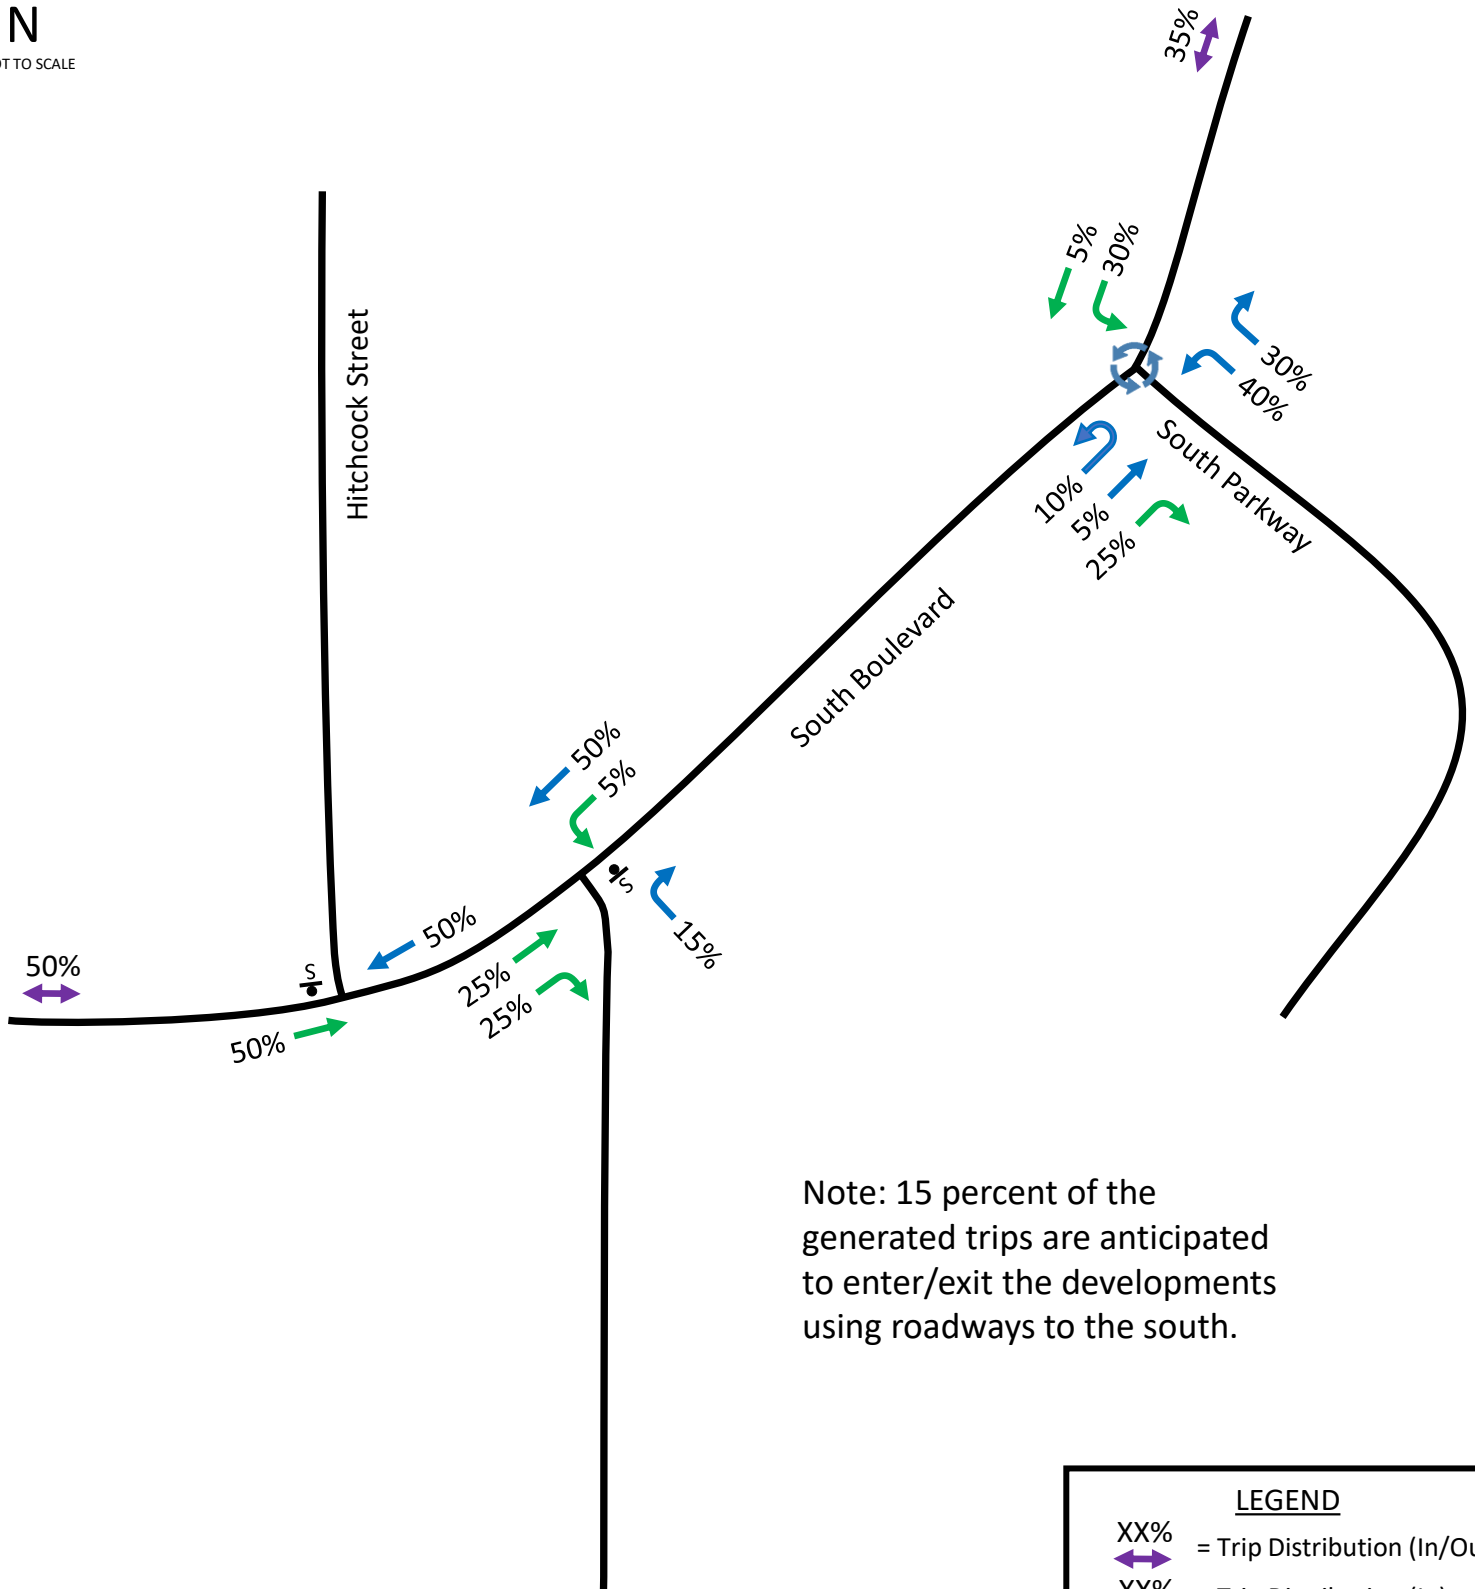 N
OT TO SCALE
35%
5%
30%
30%
40%
Hitchcock Street
South Parkway
10%
5%
25%
South Boulevard
50%
5%
S
15%
50%
25%
25%
50%
S
50%
Note: 15 percent of the
generated trips are anticipated
to enter/exit the developments
using roadways to the south.
LEGEND
XX%
= Trip Distribution (In/Ou
XX%